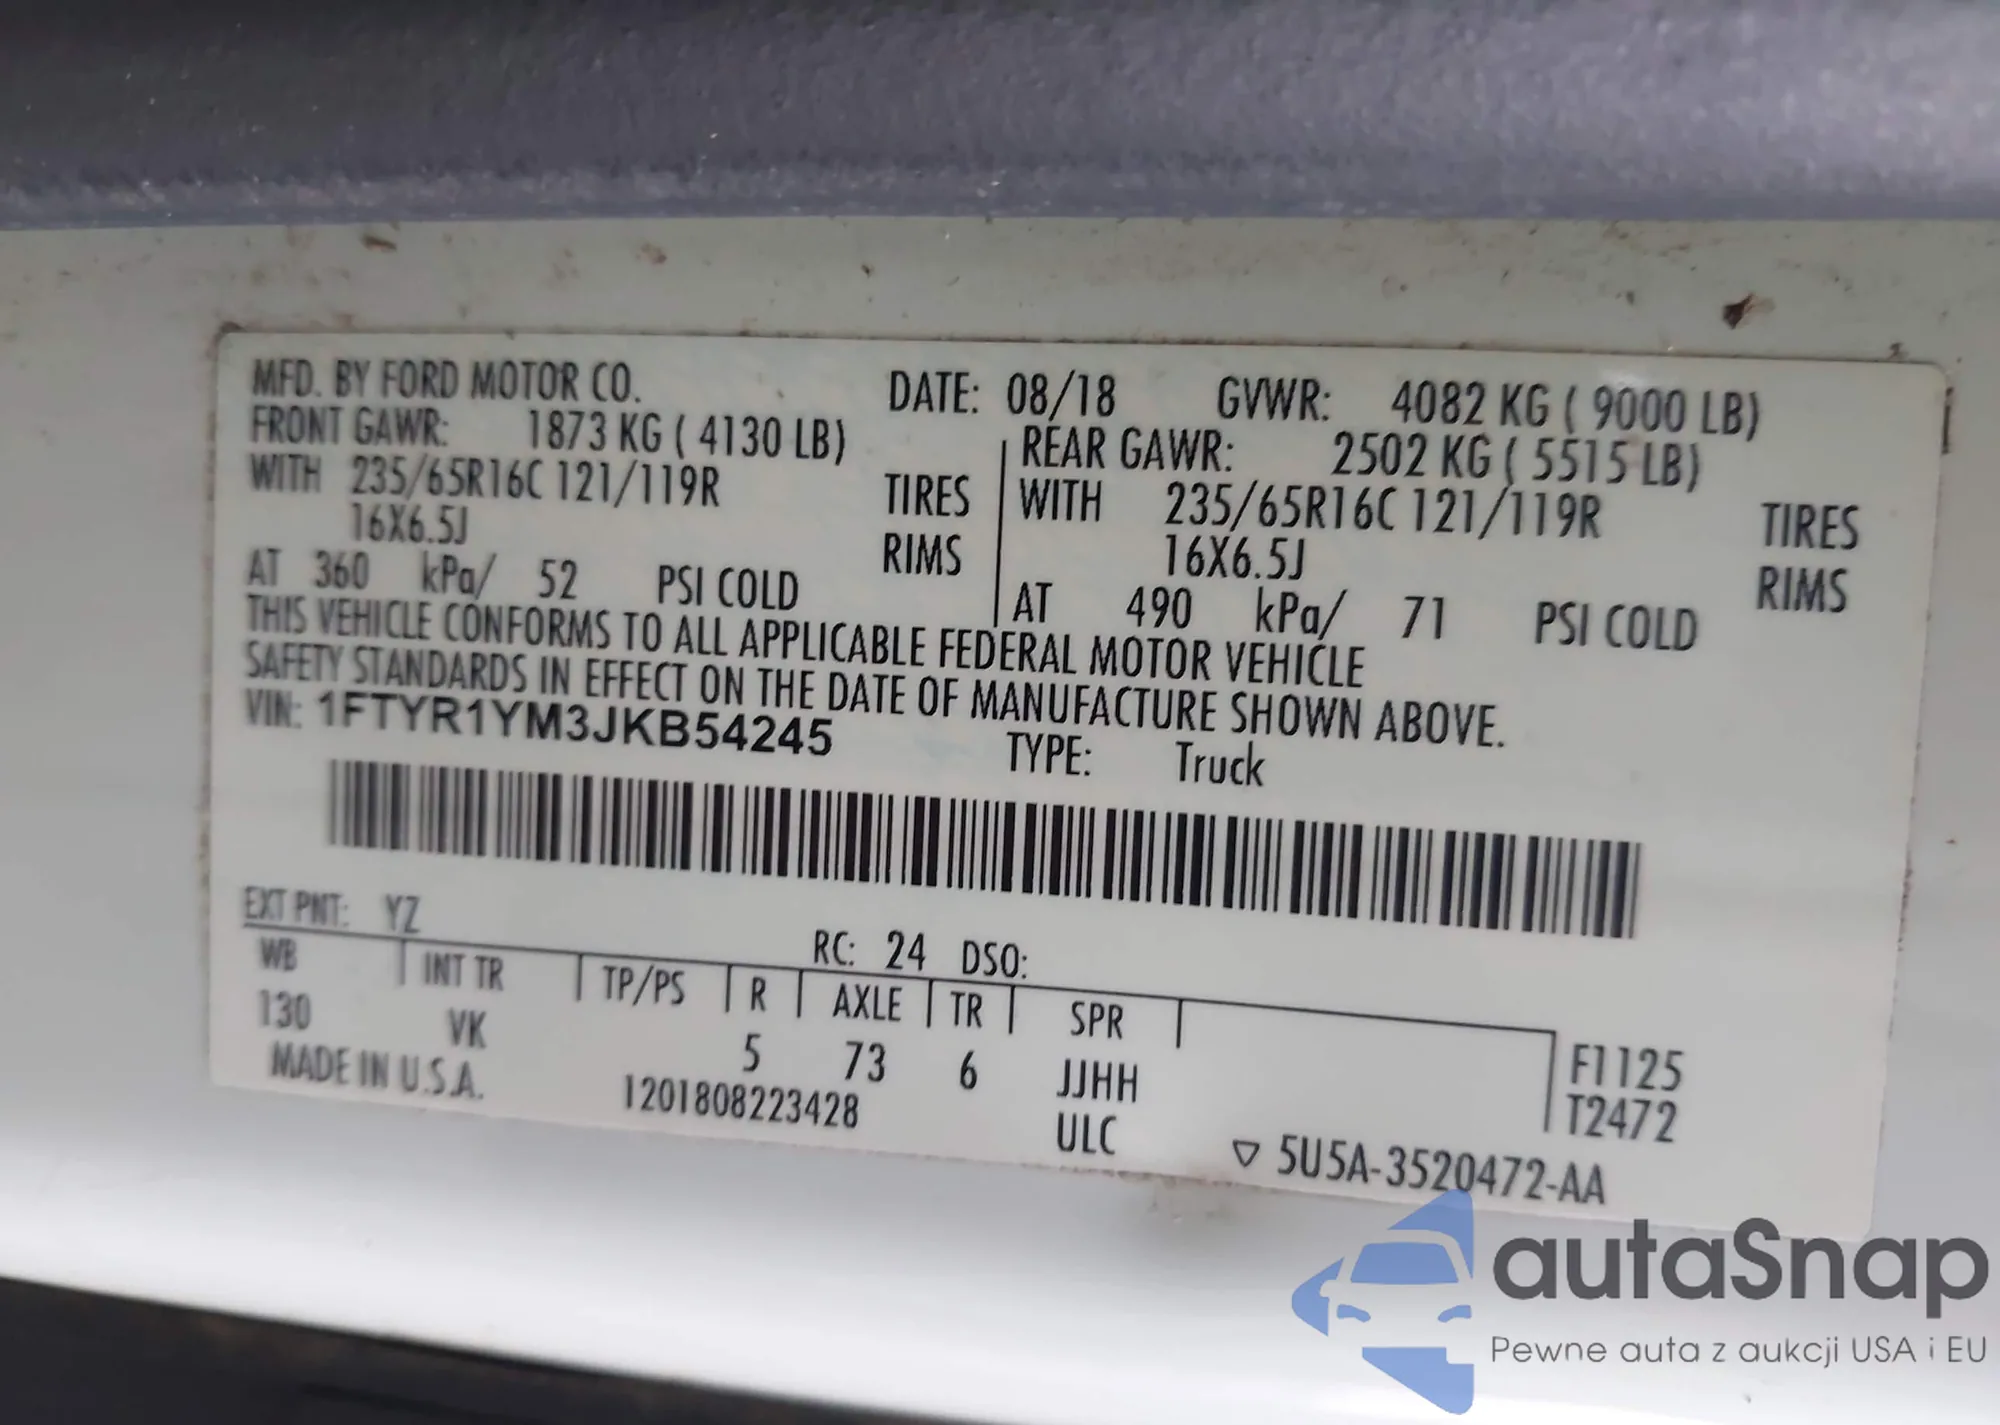 MFD. BY FORD MOTOR CO. DATE: 08/18 GVWR: 4082 KG ( 9000 LB)
FRONT GAWR: 1873 KG ( 4130 LB) REAR GAWR: 2502 KG ( 5515 LB)
WITH 235/65R16C 121/119R TIRES WITH 235/65R16C 121/119R TIRES
16X6.5J RIMS 16X6.5J RIMS
AT 360 kPa/ 52 PSI COLD AT 490 kPa/ 71 PSI COLD
THIS VEHICLE CONFORMS TO ALL APPLICABLE FEDERAL MOTOR VEHICLE
SAFETY STANDARDS IN EFFECT ON THE DATE OF MANUFACTURE SHOWN ABOVE.
VIN: 1FTYR1YM3JKB54245 TYPE: Truck
EXT PNT: YZ RC: 24 DSO:
WB INT TR TP/PS R AXLE TR SPR
130 VK 5 73 6 JJHH F1125
MADE IN U.S.A. 1201808223428 ULC T2472
▽ 5U5A-3520472-AA
autaSnap
Pewne auta z aukcji USA i EU